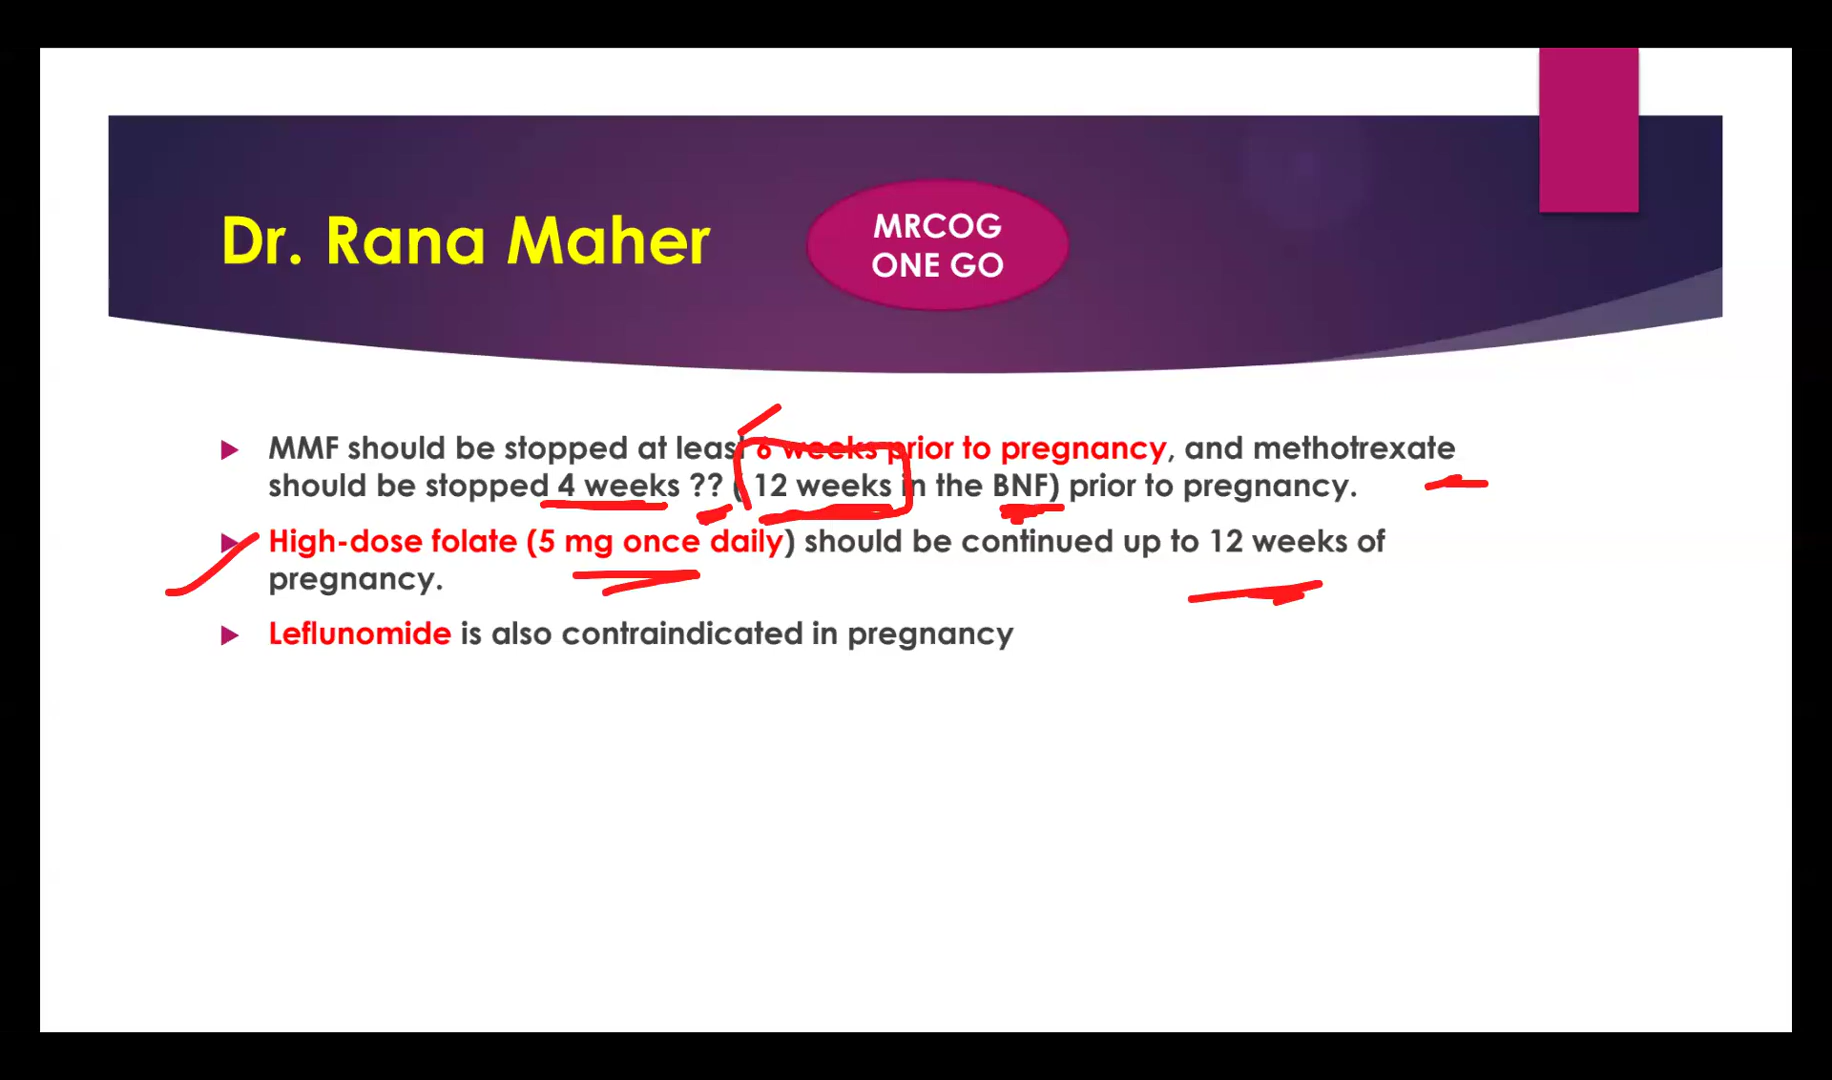 Dr. Rana Maher
MRCOG
ONE GO
MMF should be stopped at least 6 weeks prior to pregnancy, and methotrexate
should be stopped 4 weeks ?? ( 12 weeks in the BNF) prior to pregnancy.
High-dose folate (5 mg once daily) should be continued up to 12 weeks of
pregnancy.
Leflunomide is also contraindicated in pregnancy